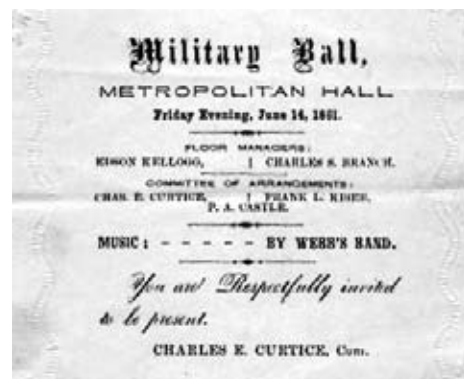 Military Ball,
METROPOLITAN HALL
Friday Evening, June 14, 1861.
FLOOR MANAGERS:
EDSON KELLOGG, | CHARLES S. BRANCH.
COMMITTEE OF ARRANGEMENTS:
CHAS. E. CURTICE, | FRANK L.
P. A. CASTLE.
MUSIC: - - - - - BY WEBB'S BAND.
You are Respectfully invited
to be present.
CHARLES E. CURTICE, Com.